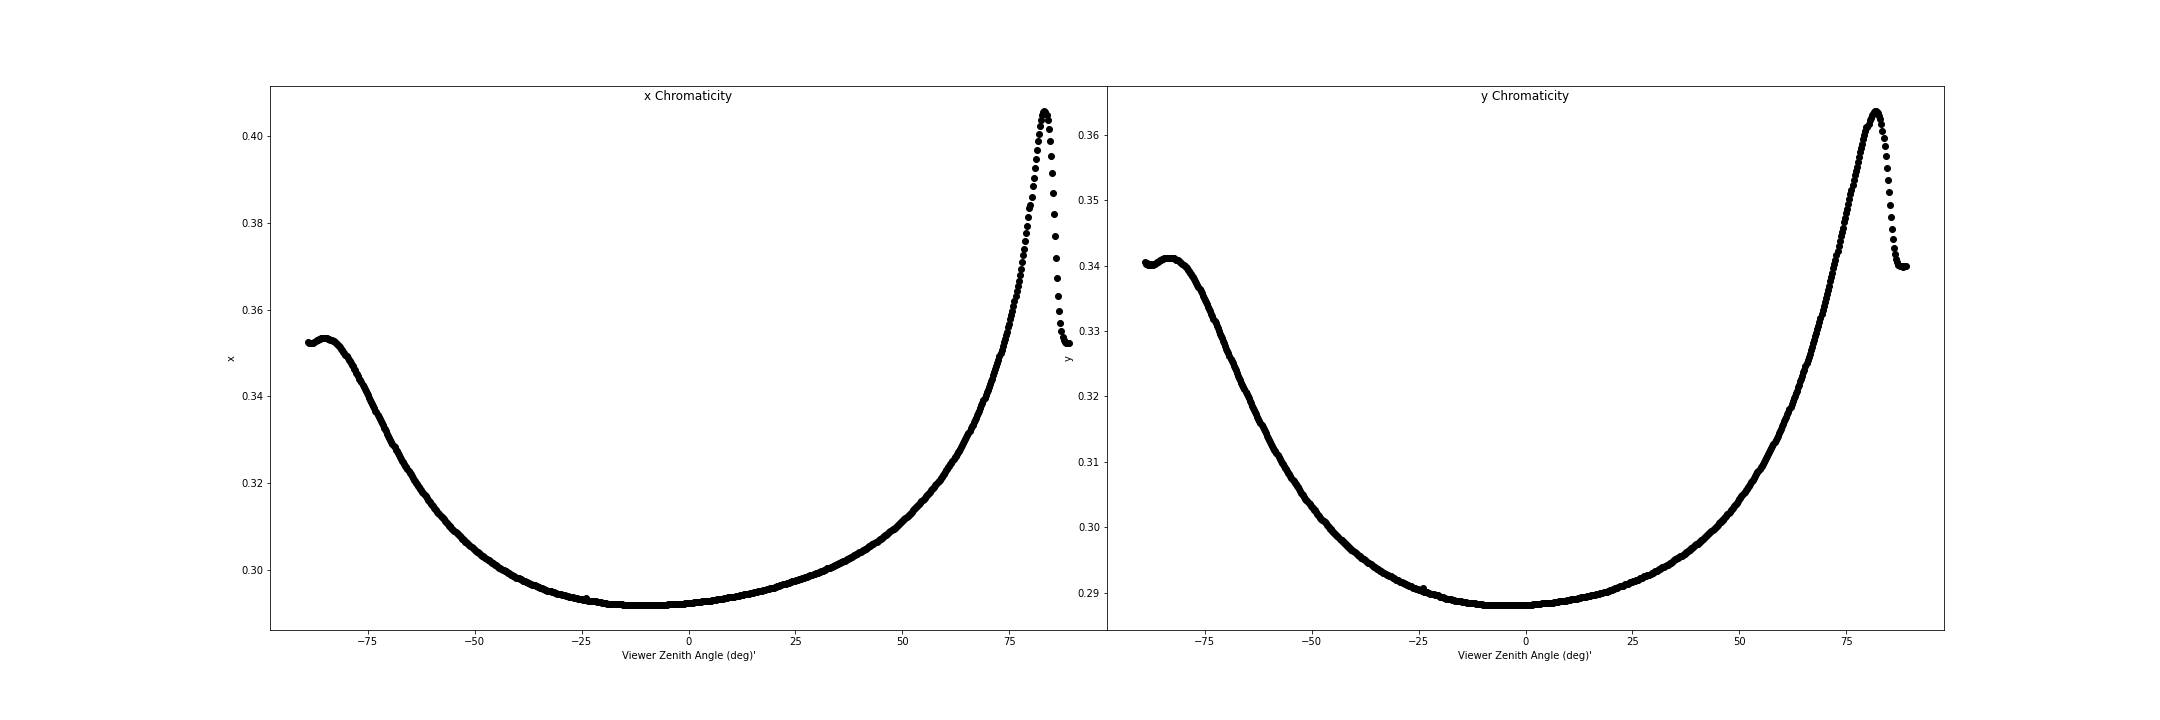 x Chromaticity
0.40
0.38
0.36
0.34
0.32
0.30
x
−75 −50 −25 0 25 50 75
Viewer Zenith Angle (deg)'
y Chromaticity
0.36
0.35
0.34
0.33
0.32
0.31
0.30
0.29
y
−75 −50 −25 0 25 50 75
Viewer Zenith Angle (deg)'